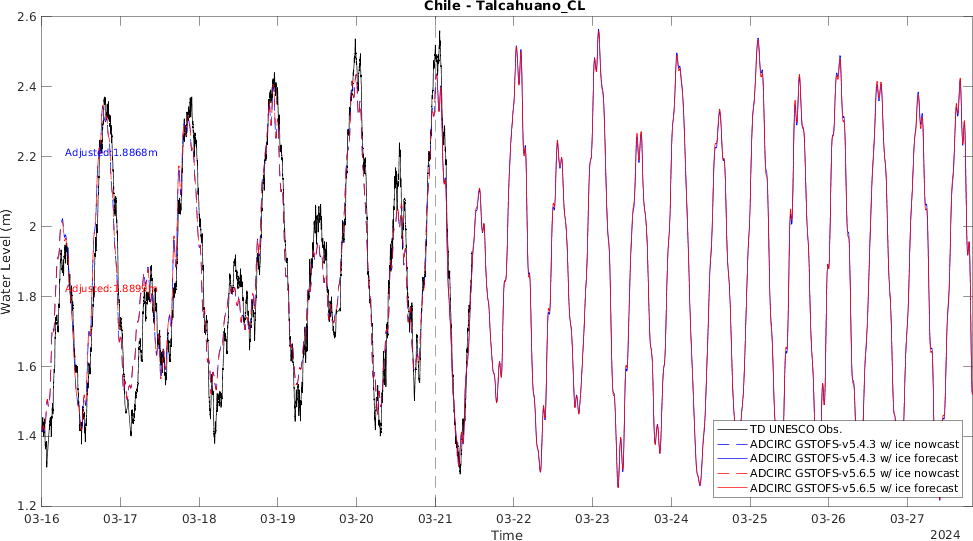 Chile - Talcahuano_CL
2.6
2.4
2.2
2
1.8
1.6
1.4
1.2
Water Level (m)
Adjusted:1.8868m
TD UNESCO Obs.
ADCIRC GSTOFS-v5.4.3 w/ ice nowcast
ADCIRC GSTOFS-v5.4.3 w/ ice forecast
ADCIRC GSTOFS-v5.6.5 w/ ice nowcast
ADCIRC GSTOFS-v5.6.5 w/ ice forecast
03-16 03-17 03-18 03-19 03-20 03-21 03-22 03-23 03-24 03-25 03-26 03-27
Time
2024